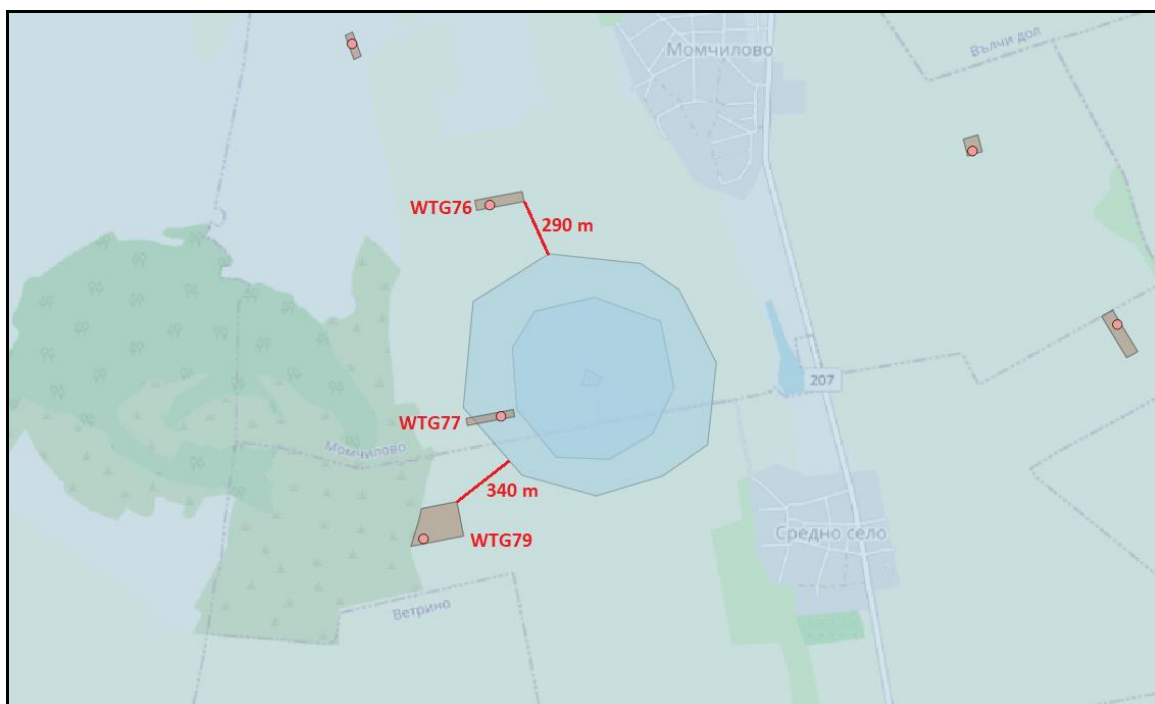 Момчилово
Вълчи дол
WTG76
290 m
207
WTG77
Момчилово
340 m
WTG79
Средно село
Ветрино